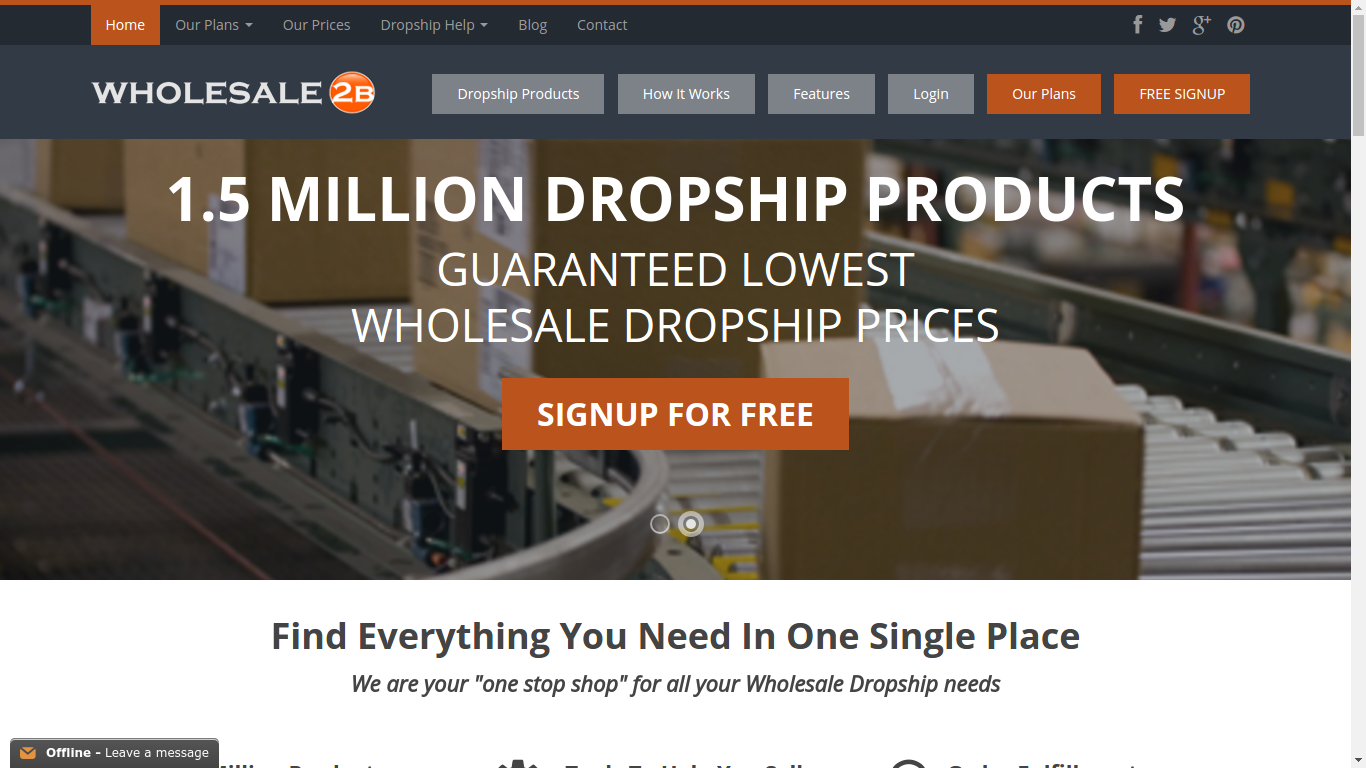 Home
Our Plans
Our Prices
Dropship Help
Blog
Contact
WHOLESALE 2B
Dropship Products
How It Works
Features
Login
Our Plans
FREE SIGNUP
1.5 MILLION DROPSHIP PRODUCTS
GUARANTEED LOWEST
WHOLESALE DROPSHIP PRICES
SIGNUP FOR FREE
Find Everything You Need In One Single Place
We are your "one stop shop" for all your Wholesale Dropship needs
Offline - Leave a message